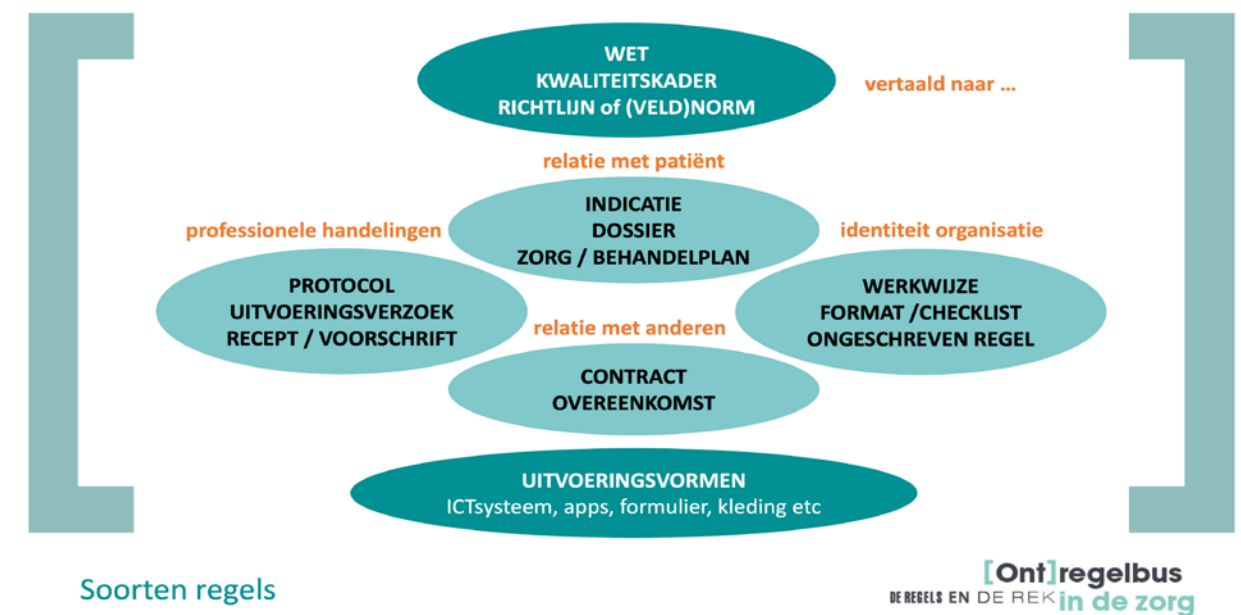 WET
KWALITEITSKADER
RICHTLIJN of (VELD)NORM
vertaald naar ...
relatie met patiënt
INDICATIE
DOSSIER
ZORG / BEHANDELPLAN
professionele handelingen
identiteit organisatie
PROTOCOL
UITVOERINGSVERZOEK
RECEPT / VOORSCHRIFT
WERKWIJZE
FORMAT /CHECKLIST
ONGESCHREVEN REGEL
relatie met anderen
CONTRACT
OVEREENKOMST
UITVOERINGSVORMEN
ICTsysteem, apps, formulier, kleding etc
Soorten regels
[Ont]regelbus
DE REGELS EN DE REK in de zorg